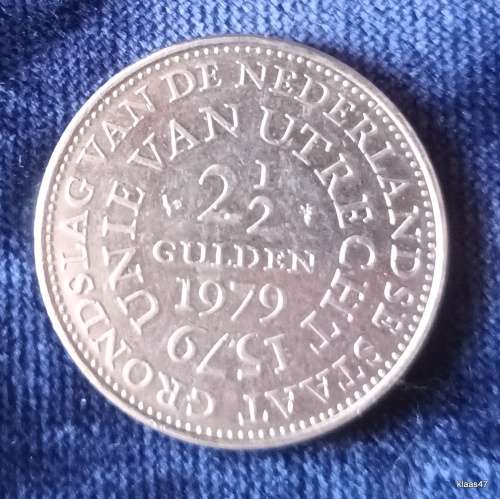 GRONDSLAG VAN DE NEDERLANDSE STAAT
UNIE VAN UTRECHT 1579
2 1/2
GULDEN
1979
klaas47